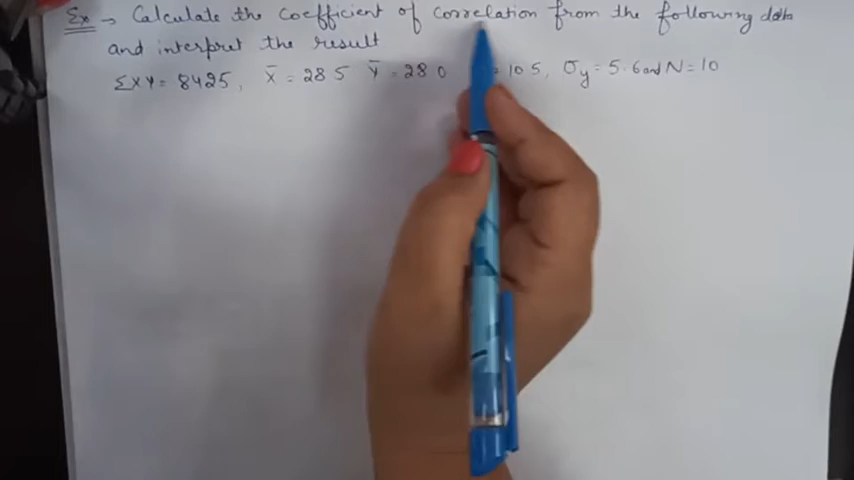 Ex → Calculate the coefficient of correlation from the following data
and interpret the result
ΣXY = 8425, X̄ = 28 5 Ȳ = 28 0 10 5, σy = 5.6 and N = 10